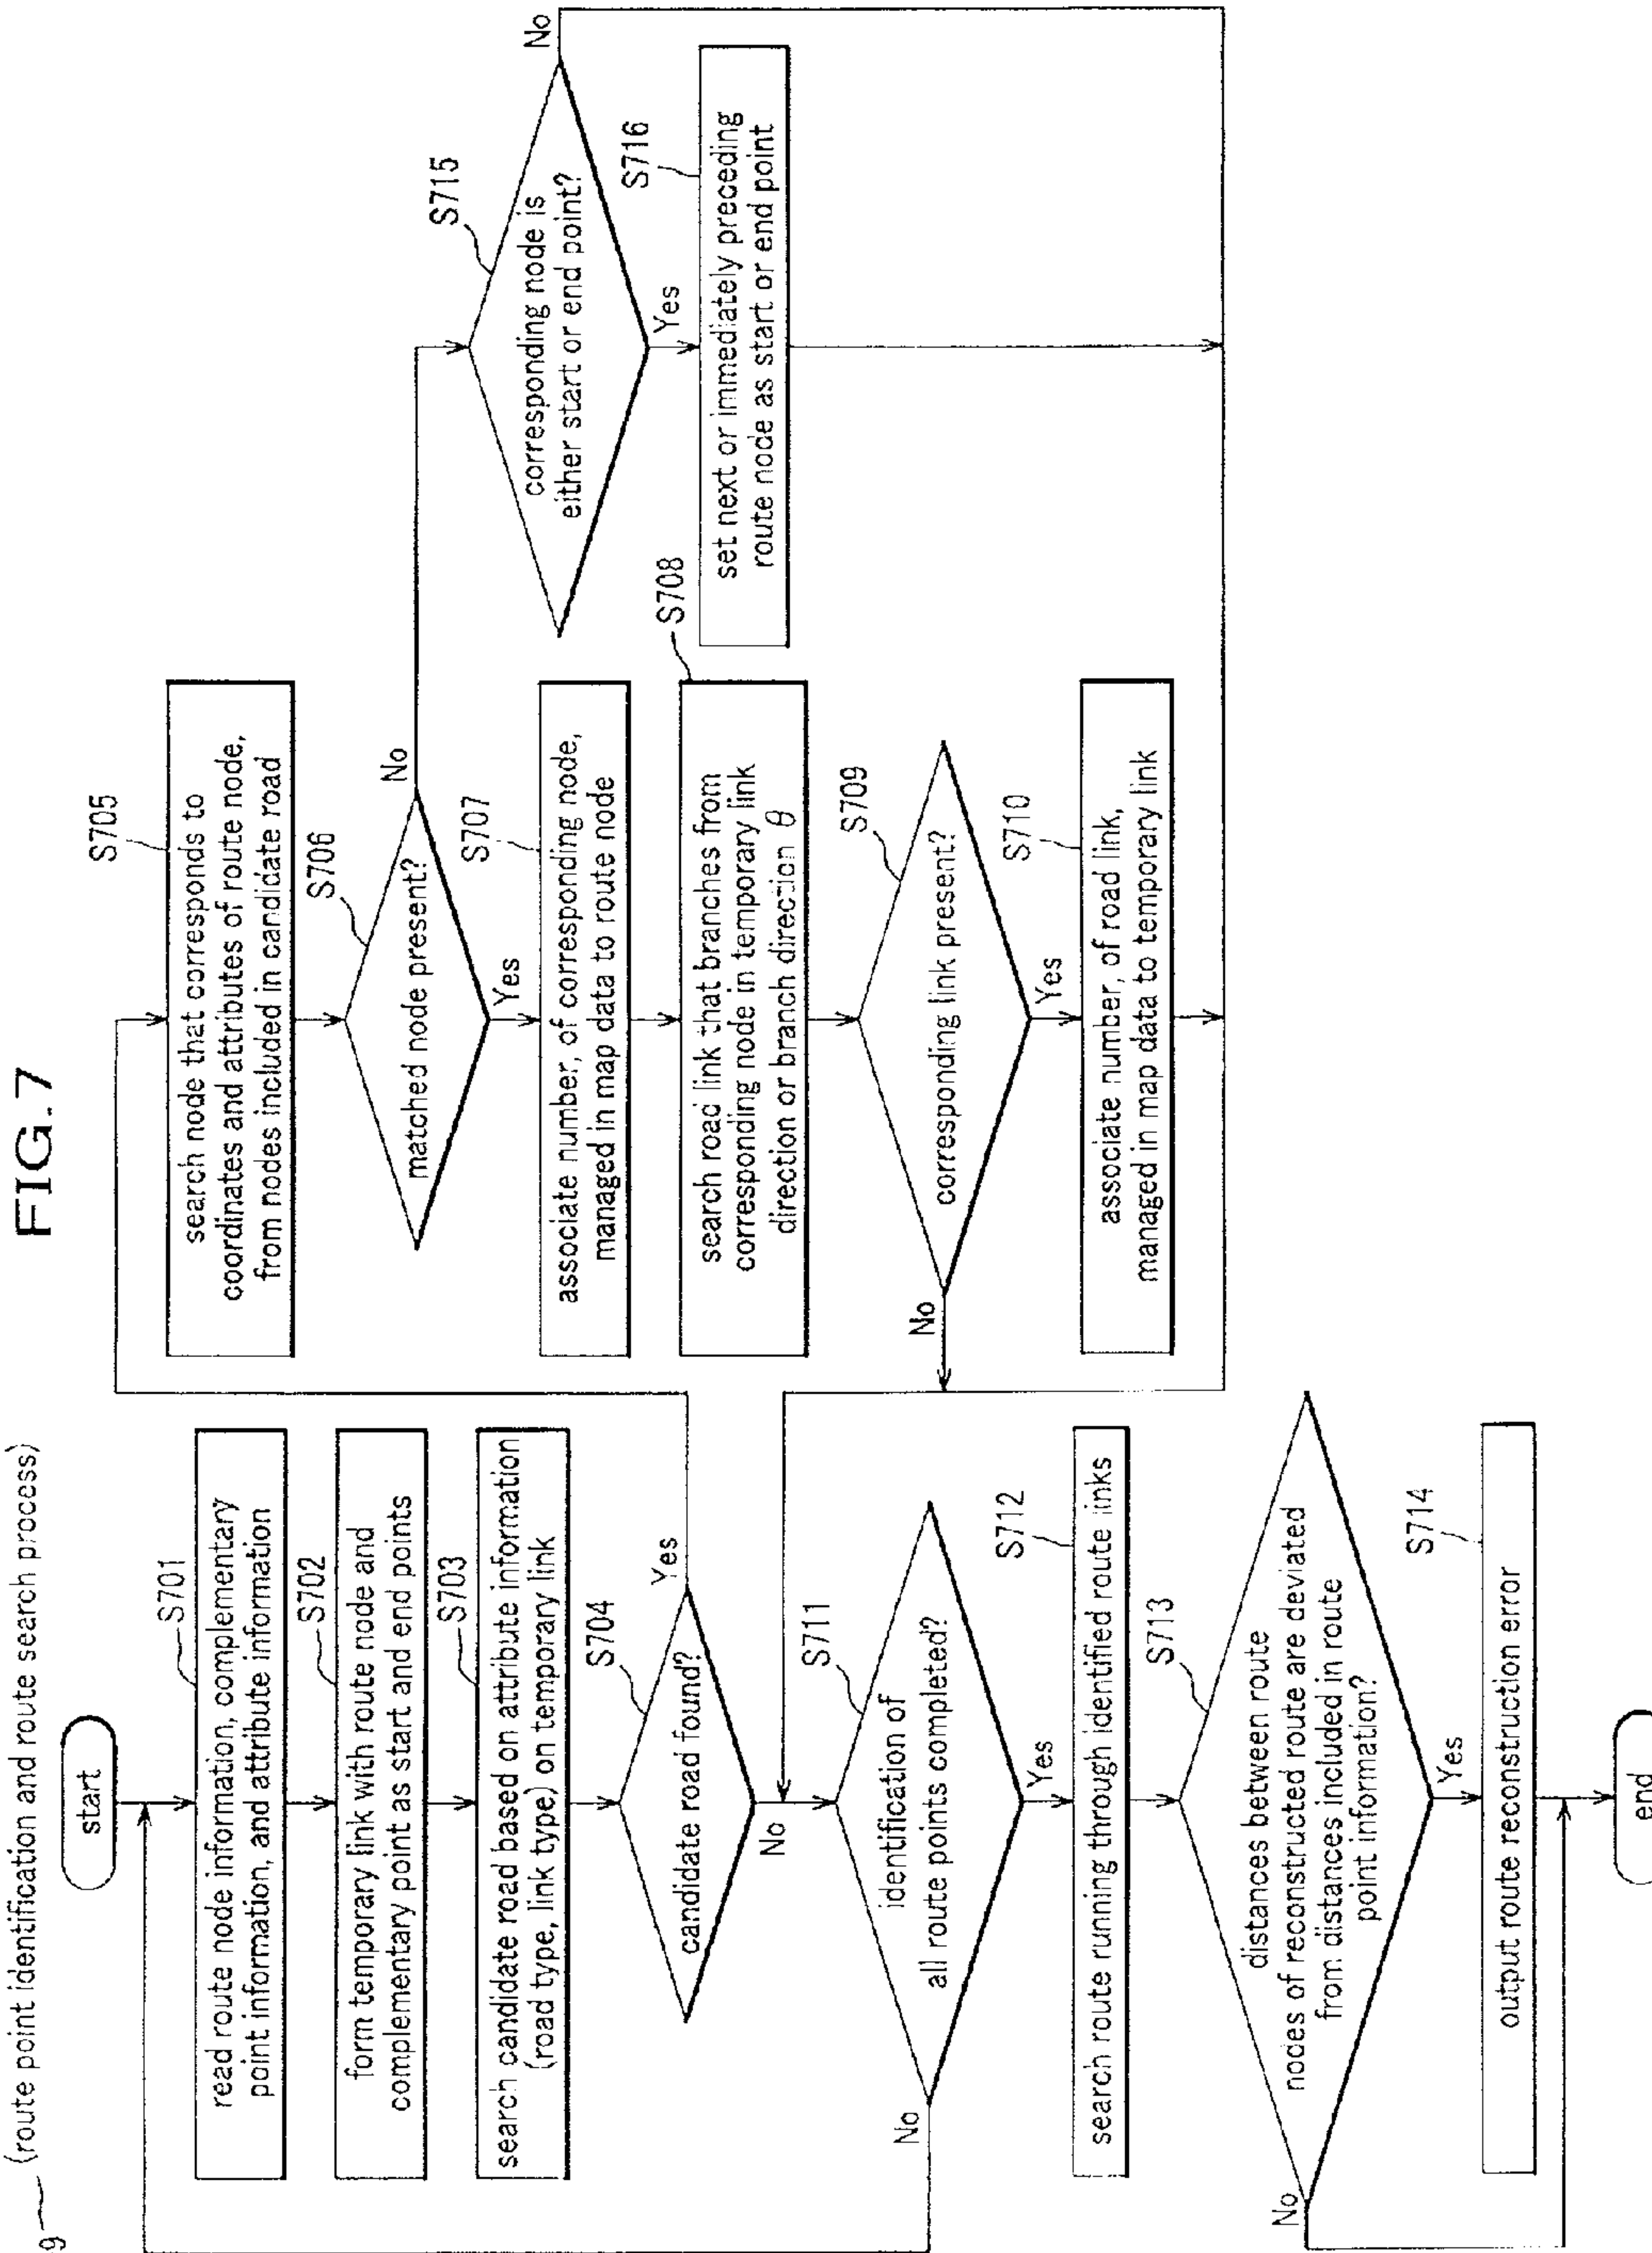 FIG.7
9 (route point identification and route search process)
start
S701
read route node information, complementary
point information, and attribute information
S702
form temporary link with route node and
complementary point as start and end points
S703
search candidate road based on attribute information
(road type, link type) on temporary link
S704
candidate road found?
Yes
No
S711
identification of
all route points completed?
No
Yes
S712
search route running through identified route links
S713
distances between route
nodes of reconstructed route are deviated
from distances included in route
point information?
No
Yes
S714
output route reconstruction error
end
S705
search node that corresponds to
coordinates and attributes of route node,
from nodes included in candidate road
S706
matched node present?
No
Yes
S707
associate number, of corresponding node,
managed in map data to route node
S708
search road link that branches from
corresponding node in temporary link
direction or branch direction θ
S709
corresponding link present?
No
Yes
S710
associate number, of road link,
managed in map data to temporary link
S715
corresponding node is
either start or end point?
No
Yes
S716
set next or immediately preceding
route node as start or end point